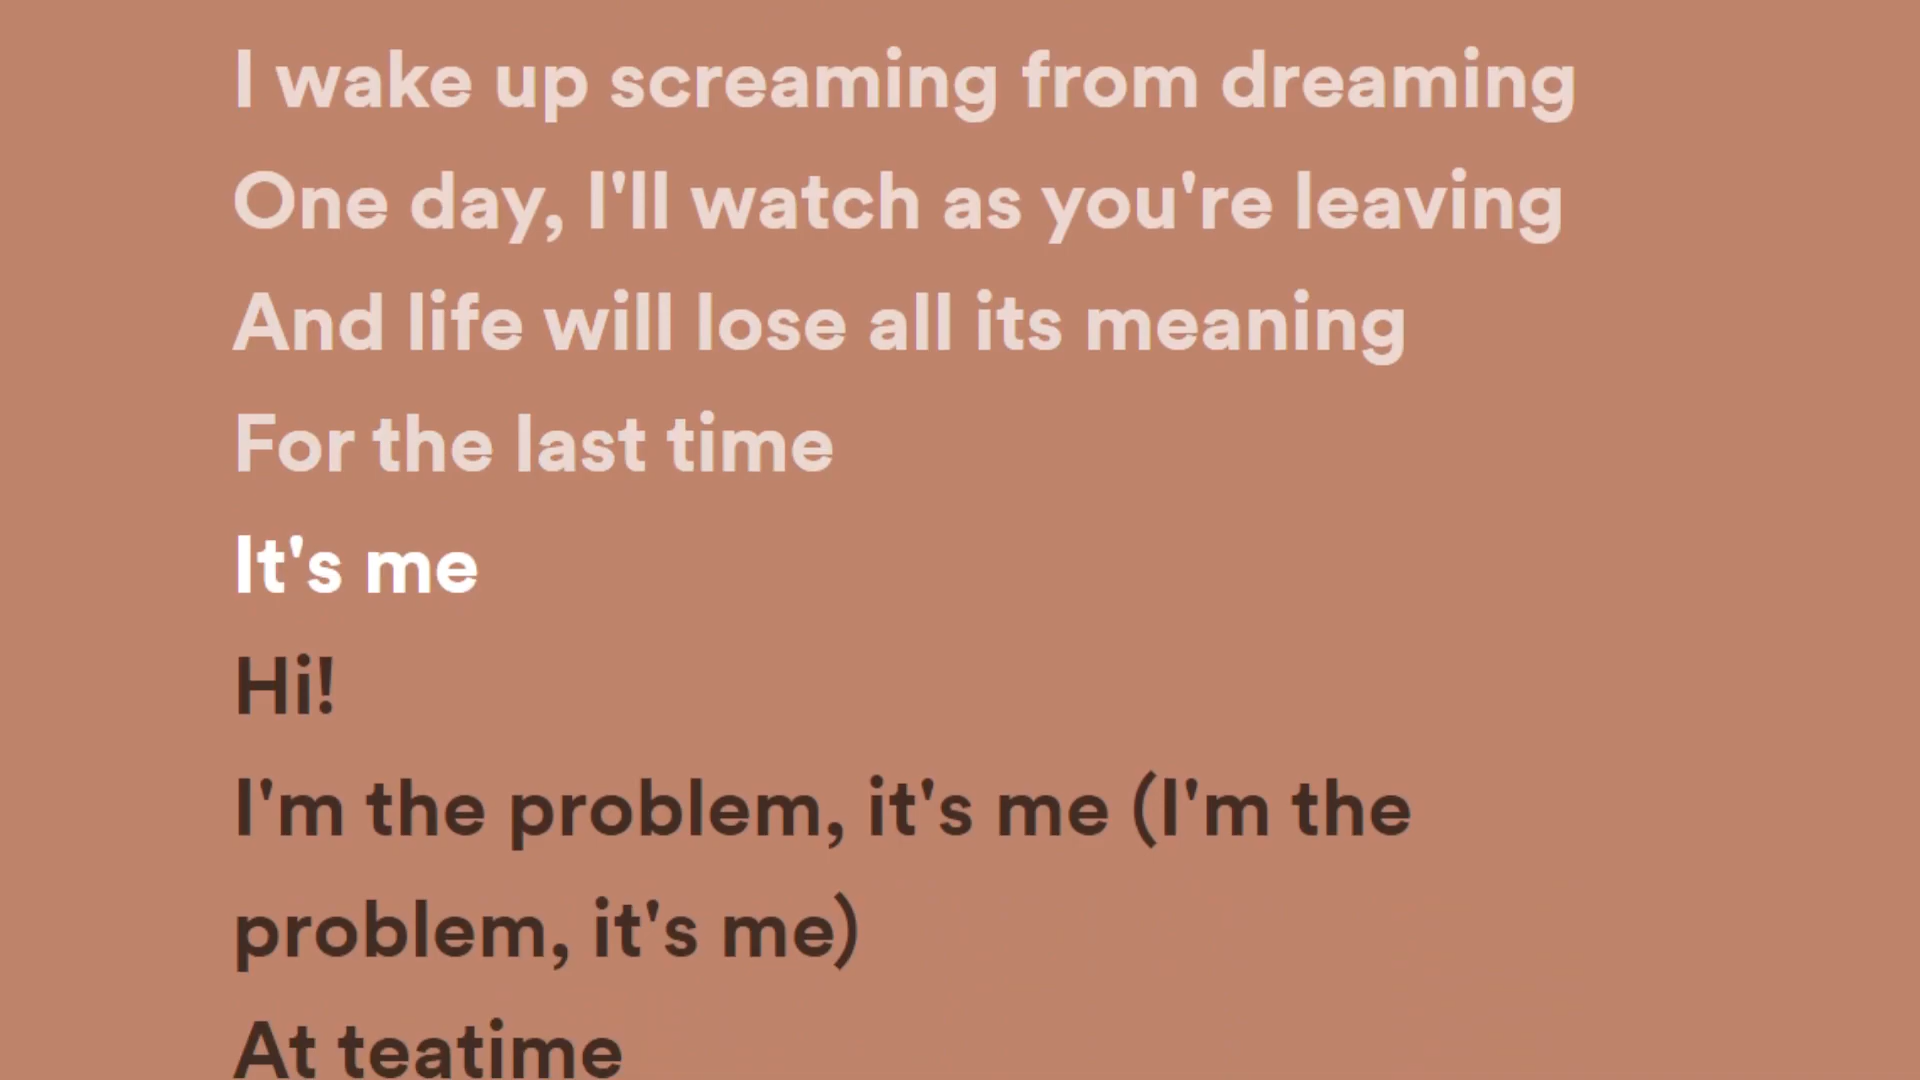 I wake up screaming from dreaming
One day, I'll watch as you're leaving
And life will lose all its meaning
For the last time
It's me
Hi!
I'm the problem, it's me (I'm the
problem, it's me)
At teatime